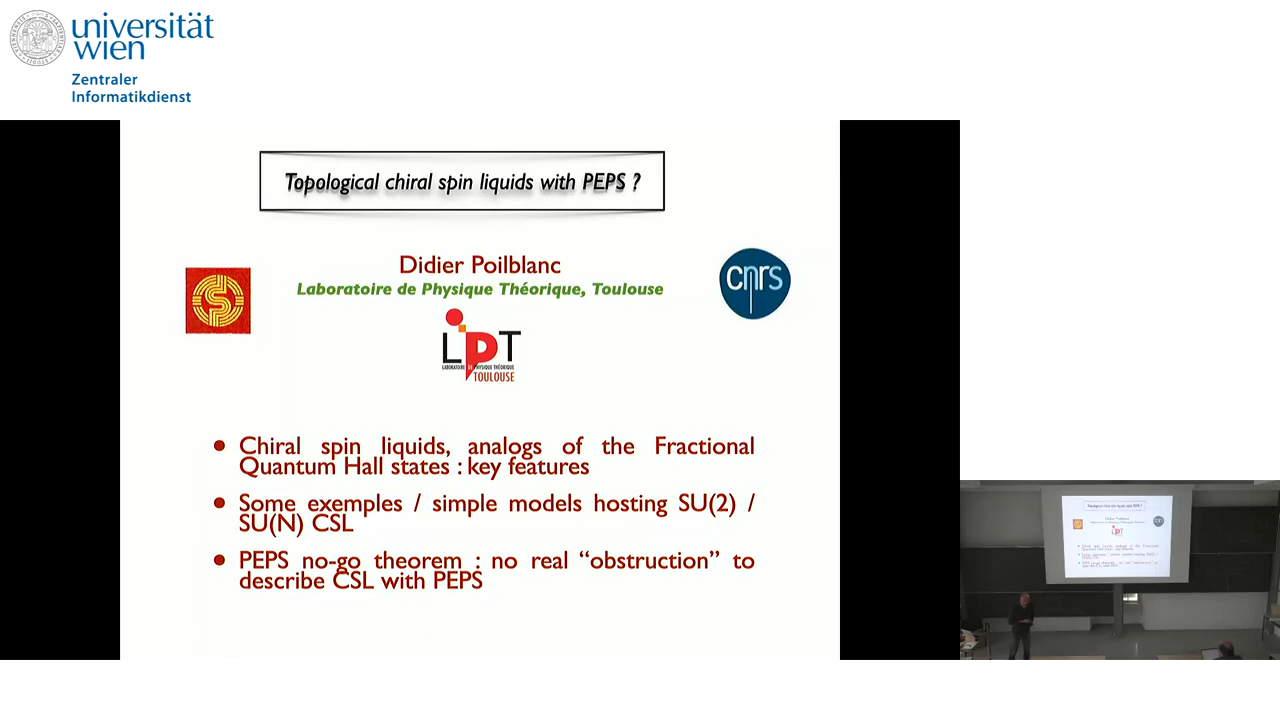 universität
wien
Zentraler
Informatikdienst
Topological chiral spin liquids with PEPS ?
Didier Poilblanc
Laboratoire de Physique Théorique, Toulouse
cnrs
LPT
LABORATOIRE DE PHYSIQUE THÉORIQUE
TOULOUSE
• Chiral spin liquids, analogs of the Fractional
Quantum Hall states : key features
• Some exemples / simple models hosting SU(2) /
SU(N) CSL
• PEPS no-go theorem : no real “obstruction” to
describe CSL with PEPS